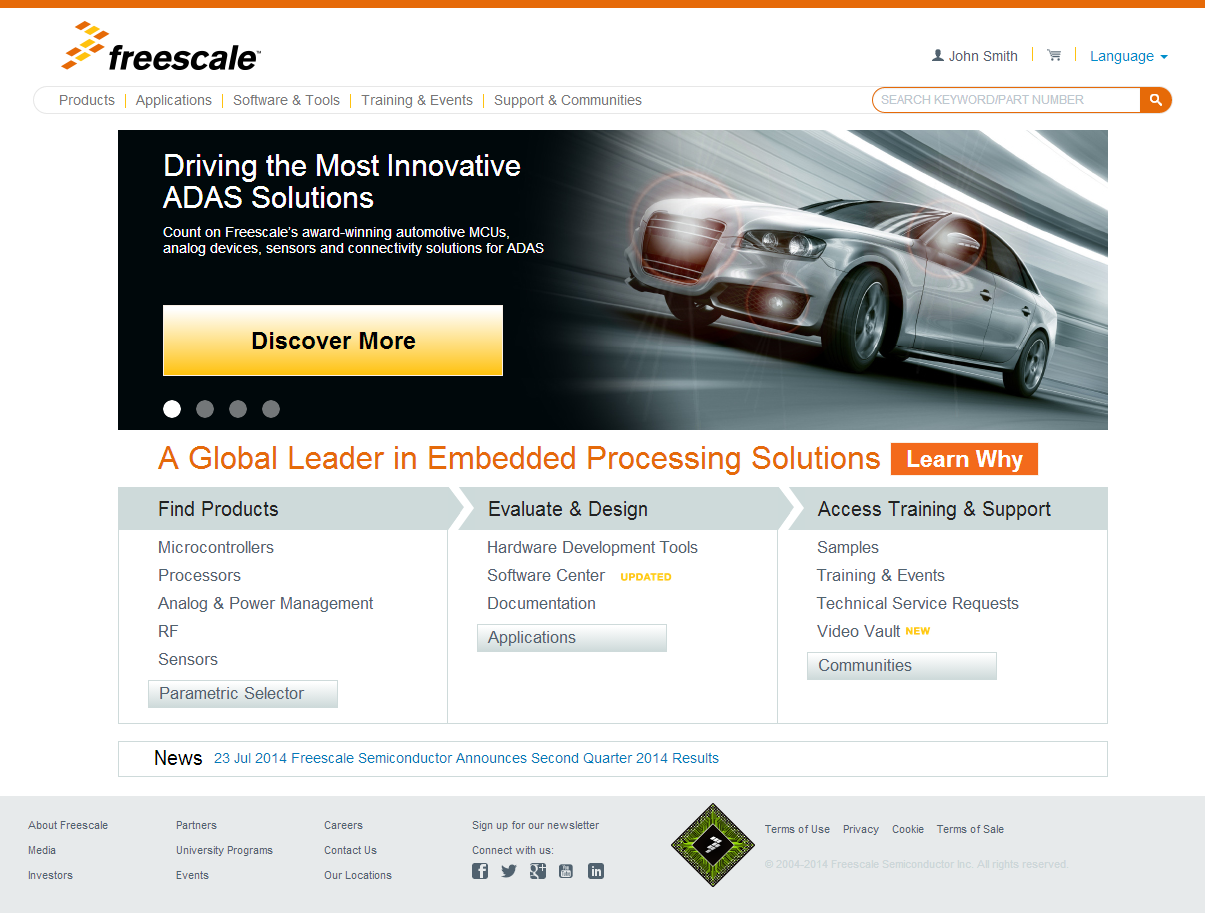 freescale™
John Smith
Language
Products
Applications
Software & Tools
Training & Events
Support & Communities
SEARCH KEYWORD/PART NUMBER
Driving the Most Innovative
ADAS Solutions
Count on Freescale's award-winning automotive MCUs,
analog devices, sensors and connectivity solutions for ADAS
Discover More
A Global Leader in Embedded Processing Solutions
Learn Why
Find Products
Microcontrollers
Processors
Analog & Power Management
RF
Sensors
Parametric Selector
Evaluate & Design
Hardware Development Tools
Software Center UPDATED
Documentation
Applications
Access Training & Support
Samples
Training & Events
Technical Service Requests
Video Vault NEW
Communities
News 23 Jul 2014 Freescale Semiconductor Announces Second Quarter 2014 Results
About Freescale
Media
Investors
Partners
University Programs
Events
Careers
Contact Us
Our Locations
Sign up for our newsletter
Connect with us:
Terms of Use
Privacy
Cookie
Terms of Sale
© 2004-2014 Freescale Semiconductor Inc. All rights reserved.